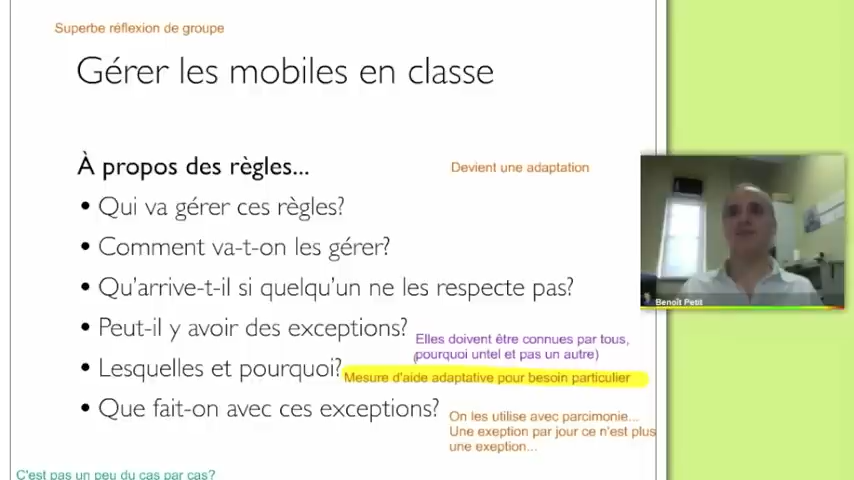 Superbe réflexion de groupe
Gérer les mobiles en classe
À propos des règles...
Devient une adaptation
• Qui va gérer ces règles?
• Comment va-t-on les gérer?
• Qu'arrive-t-il si quelqu'un ne les respecte pas?
• Peut-il y avoir des exceptions?
Elles doivent être connues par tous,
(pourquoi untel et pas un autre)
• Lesquelles et pourquoi?
Mesure d'aide adaptative pour besoin particulier
• Que fait-on avec ces exceptions?
On les utilise avec parcimonie...
Une exeption par jour ce n'est plus
une exeption...
C'est pas un peu du cas par cas?
Benoît Petit